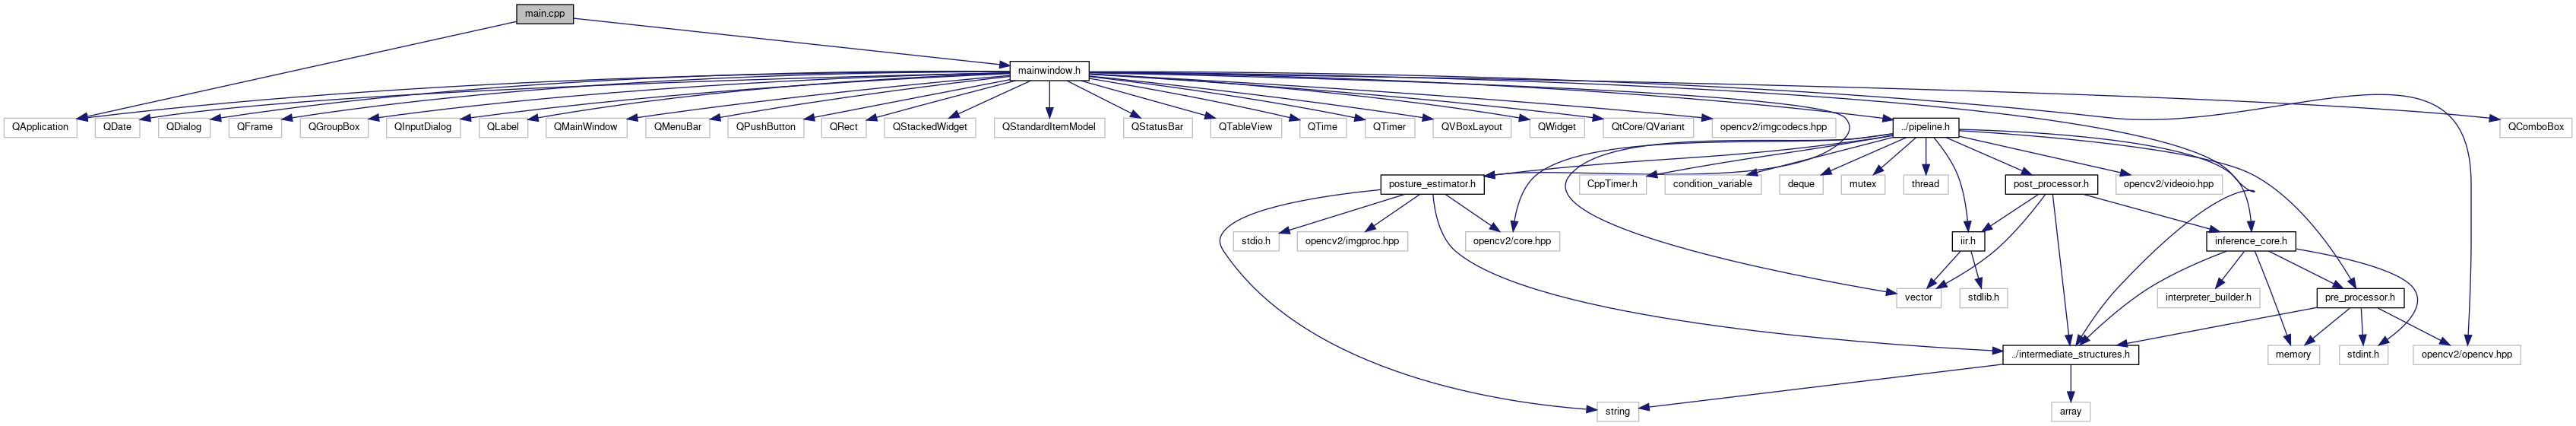 main.cpp
mainwindow.h
QApplication
QDate
QDialog
QFrame
QGroupBox
QInputDialog
QLabel
QMainWindow
QMenuBar
QPushButton
QRect
QStackedWidget
QStandardItemModel
QStatusBar
QTableView
QTime
QTimer
QVBoxLayout
QWidget
QtCore/QVariant
opencv2/imgcodecs.hpp
../pipeline.h
QComboBox
posture_estimator.h
CppTimer.h
condition_variable
deque
mutex
thread
post_processor.h
opencv2/videoio.hpp
stdio.h
opencv2/imgproc.hpp
opencv2/core.hpp
iir.h
inference_core.h
vector
stdlib.h
interpreter_builder.h
pre_processor.h
../intermediate_structures.h
memory
stdint.h
opencv2/opencv.hpp
string
array